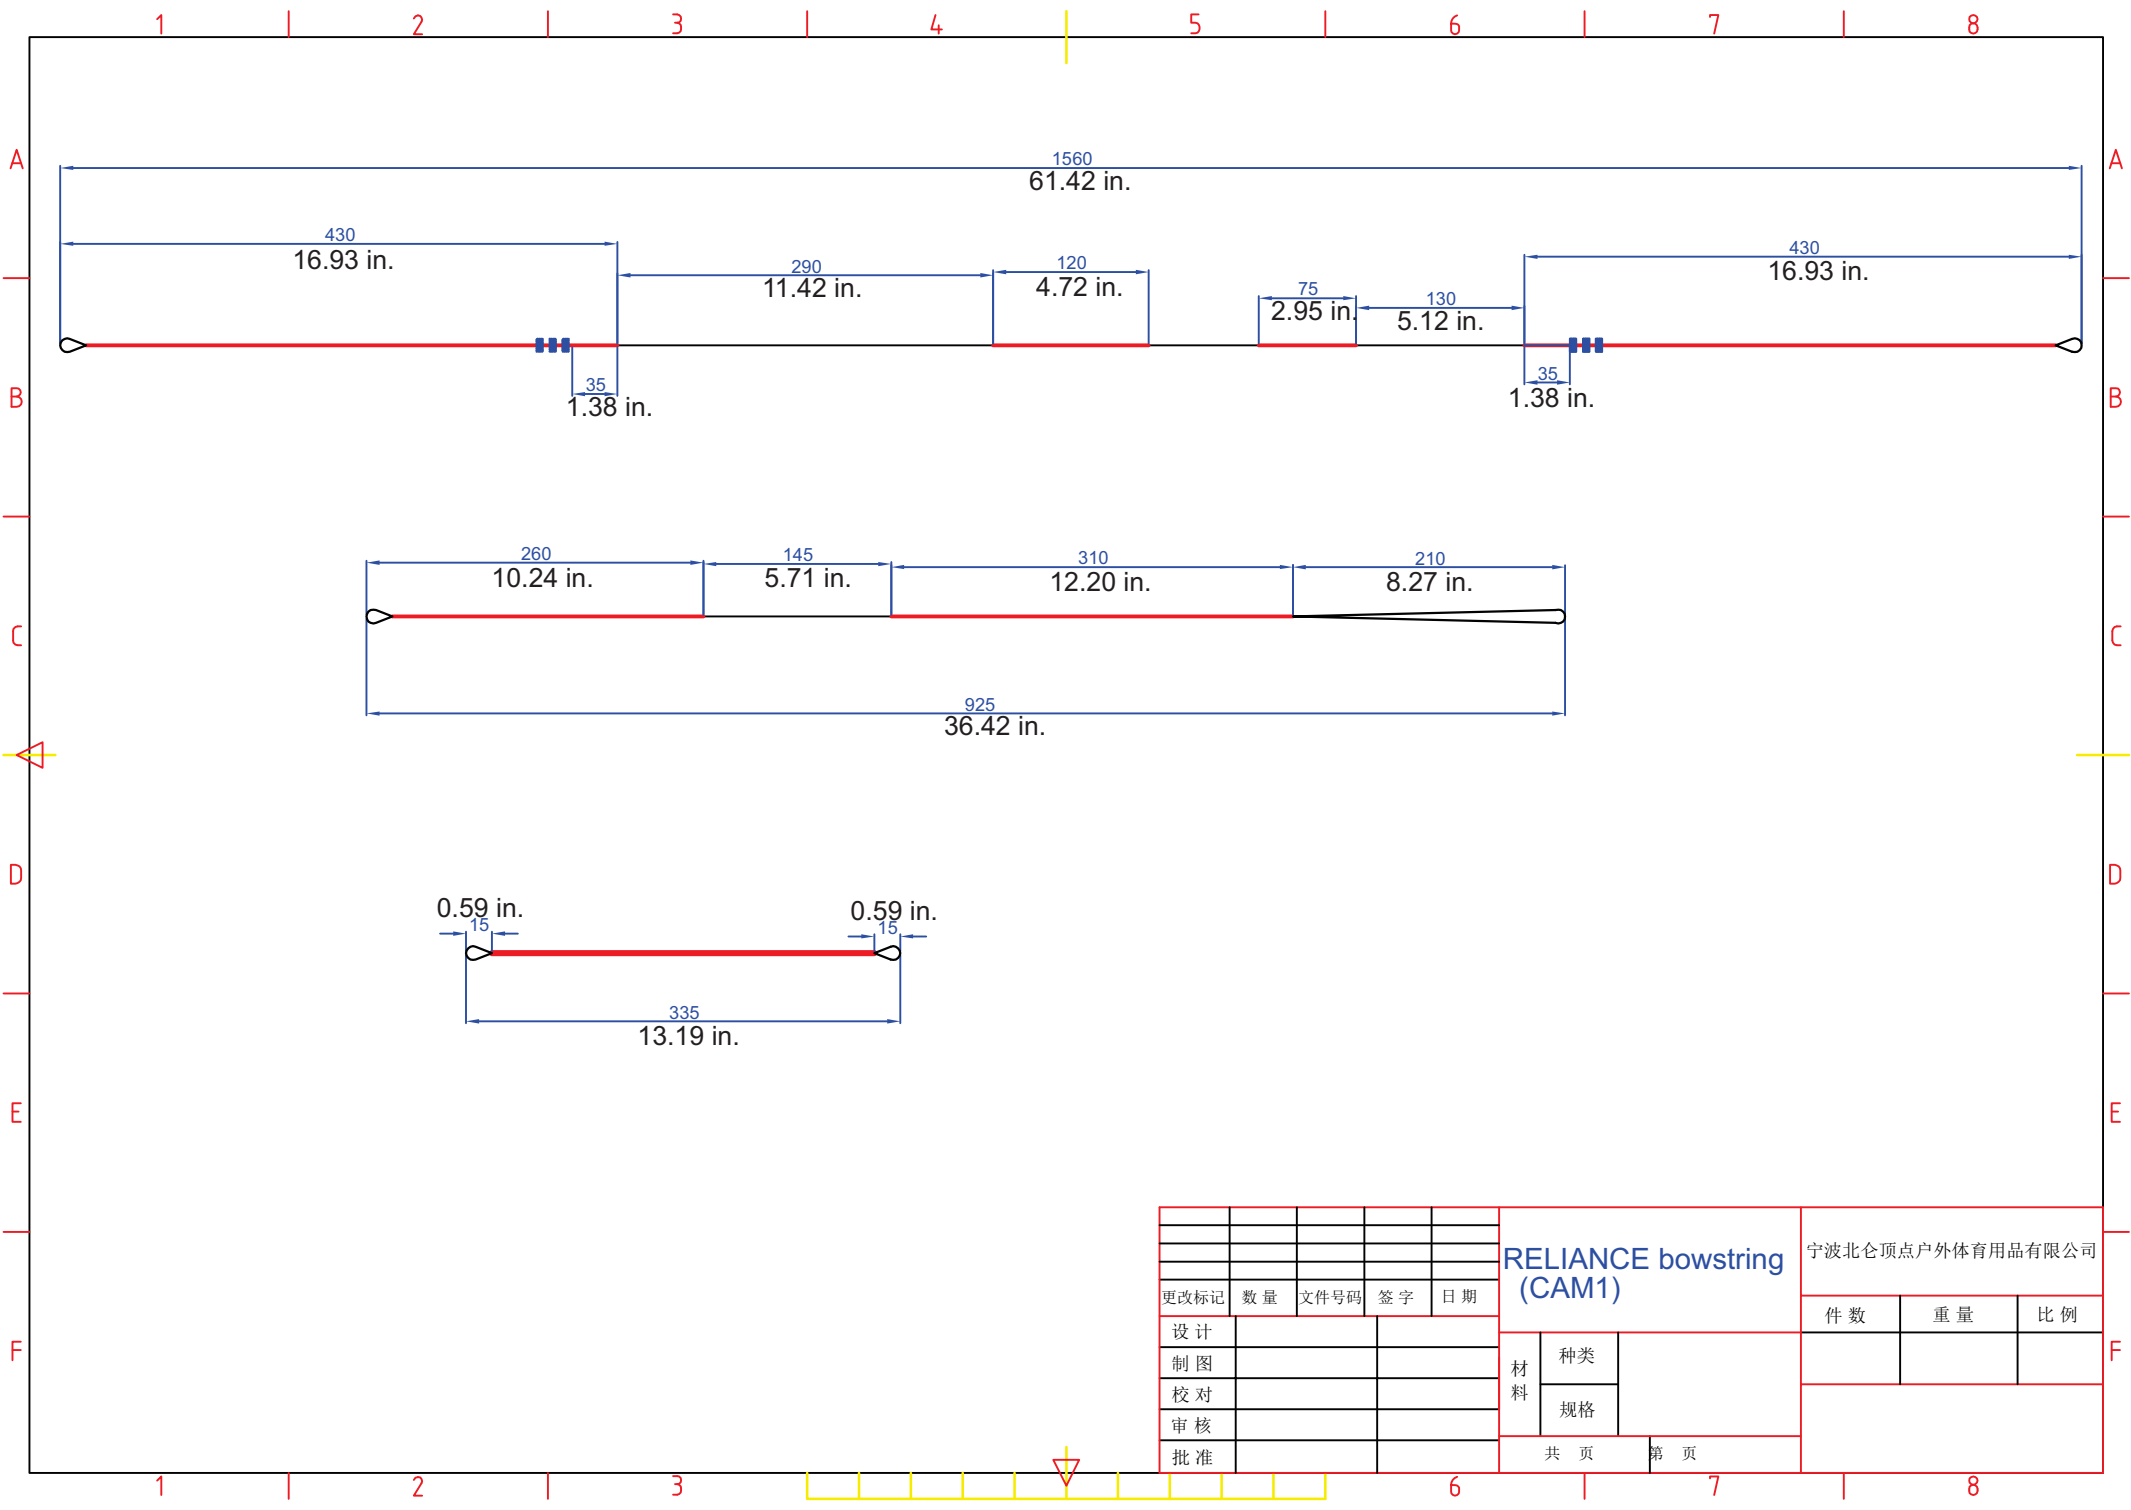 1 2 3 4 5 6 7 8
A A
1560
61.42 in.
430
16.93 in.
290
11.42 in.
120
4.72 in.
75
2.95 in.
130
5.12 in.
430
16.93 in.
35
1.38 in.
35
1.38 in.
B B
260
10.24 in.
145
5.71 in.
310
12.20 in.
210
8.27 in.
C C
925
36.42 in.
D D
0.59 in.
15
0.59 in.
15
335
13.19 in.
E E
RELIANCE bowstring
(CAM1)
宁波北仑顶点户外体育用品有限公司
更改标记 数量 文件号码 签字 日期
件数 重量 比例
设计
制图
校对
审核
批准
材料
种类
规格
共 页 第 页
F F
1 2 3 6 7 8